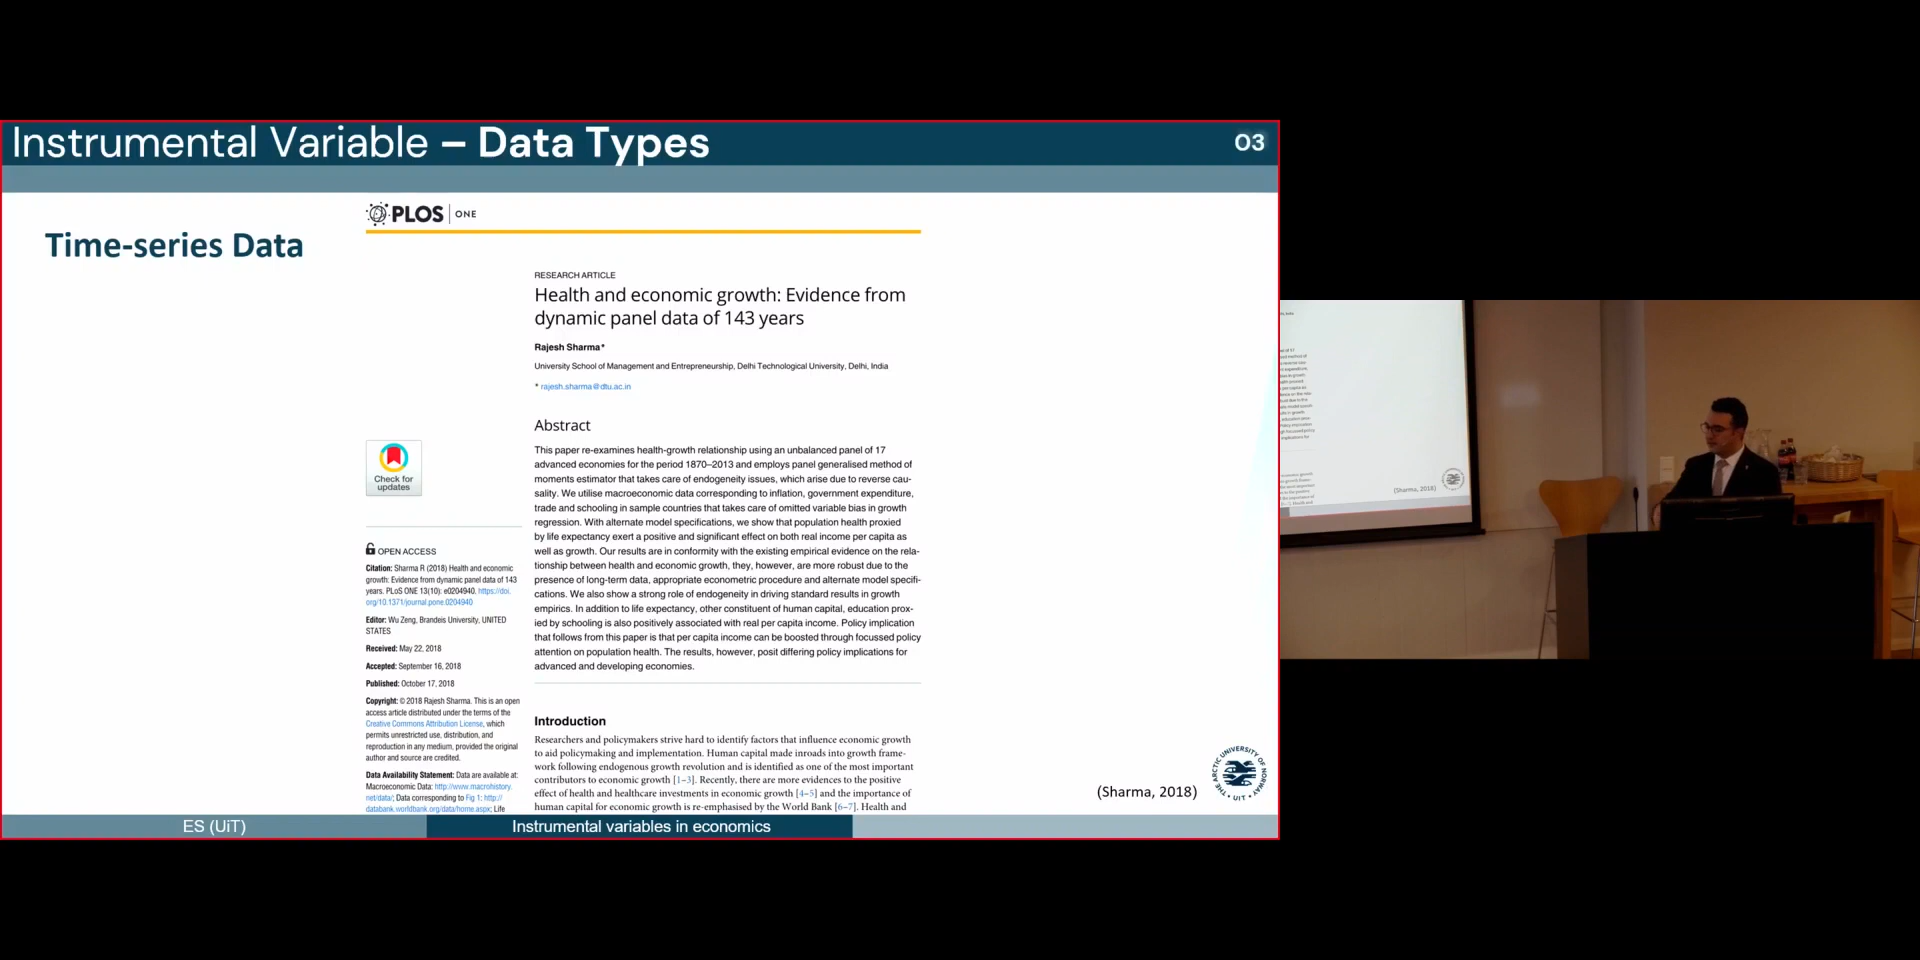 Instrumental Variable – Data Types
03
Time-series Data
PLOS ONE
RESEARCH ARTICLE
Health and economic growth: Evidence from
dynamic panel data of 143 years
Rajesh Sharma*
University School of Management and Entrepreneurship, Delhi Technological University, Delhi, India
* rajesh.sharma@dtu.ac.in
Abstract
This paper re-examines health-growth relationship using an unbalanced panel of 17
advanced economies for the period 1870–2013 and employs panel generalised method of
moments estimator that takes care of endogeneity issues, which arise due to reverse cau-
sality. We utilise macroeconomic data corresponding to inflation, government expenditure,
trade and schooling in sample countries that takes care of omitted variable bias in growth
regression. With alternate model specifications, we show that population health proxied
by life expectancy exert a positive and significant effect on both real income per capita as
well as growth. Our results are in conformity with the existing empirical evidence on the rela-
tionship between health and economic growth, they, however, are more robust due to the
presence of long-term data, appropriate econometric procedure and alternate model specifi-
cations. We also show a strong role of endogeneity in driving standard results in growth
empirics. In addition to life expectancy, other constituent of human capital, education prox-
ied by schooling is also positively associated with real per capita income. Policy implication
that follows from this paper is that per capita income can be boosted through focussed policy
attention on population health. The results, however, posit differing policy implications for
advanced and developing economies.
Check for
updates
OPEN ACCESS
Citation: Sharma R (2018) Health and economic
growth: Evidence from dynamic panel data of 143
years. PLoS ONE 13(10): e0204940. https://doi.
org/10.1371/journal.pone.0204940
Editor: Wu Zeng, Brandeis University, UNITED
STATES
Received: May 22, 2018
Accepted: September 16, 2018
Published: October 17, 2018
Copyright: © 2018 Rajesh Sharma. This is an open
access article distributed under the terms of the
Creative Commons Attribution License, which
permits unrestricted use, distribution, and
reproduction in any medium, provided the original
author and source are credited.
Data Availability Statement: Data are available at:
Macroeconomic Data: http://www.macrohistory.
net/data/; Data corresponding to Fig 1: http://
databank.worldbank.org/data/home.aspx; Life
Introduction
Researchers and policymakers strive hard to identify factors that influence economic growth
to aid policymaking and implementation. Human capital made inroads into growth frame-
work following endogenous growth revolution and is identified as one of the most important
contributors to economic growth [1–3]. Recently, there are more evidences to the positive
effect of health and healthcare investments in economic growth [4–5] and the importance of
human capital for economic growth is re-emphasised by the World Bank [6–7]. Health and
(Sharma, 2018)
THE ARCTIC UNIVERSITY OF NORWAY
UiT
ES (UiT)
Instrumental variables in economics
(Sharma, 2018)